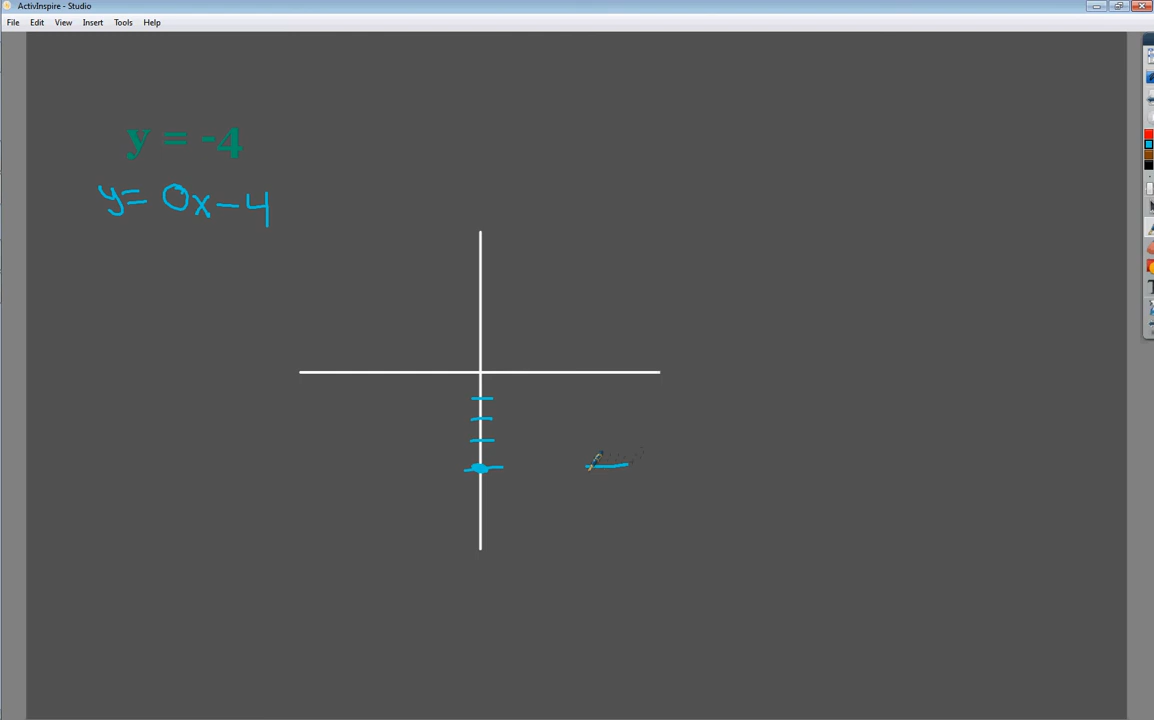 ActivInspire - Studio
File Edit View Insert Tools Help
y = -4
y= 0x-4